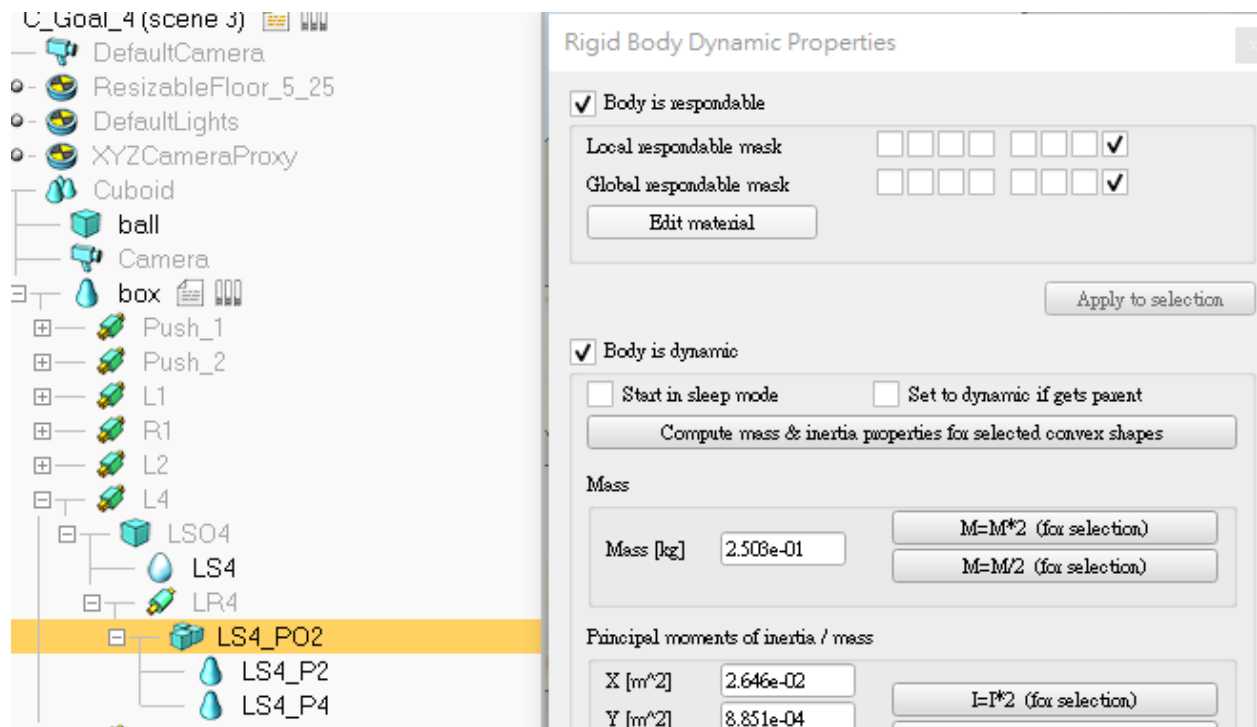 C_Goal_4 (scene 3)
DefaultCamera
ResizableFloor_5_25
DefaultLights
XYZCameraProxy
Cuboid
ball
Camera
box
Push_1
Push_2
L1
R1
L2
L4
LSO4
LS4
LR4
LS4_PO2
LS4_P2
LS4_P4
Rigid Body Dynamic Properties
Body is respondable
Local respondable mask
Global respondable mask
Edit material
Apply to selection
Body is dynamic
Start in sleep mode Set to dynamic if gets parent
Compute mass & inertia properties for selected convex shapes
Mass
Mass [kg] 2.503e-01 M=M*2 (for selection)
M=M/2 (for selection)
Principal moments of inertia / mass
X [m^2] 2.646e-02 I=I*2 (for selection)
Y [m^2] 8.851e-04